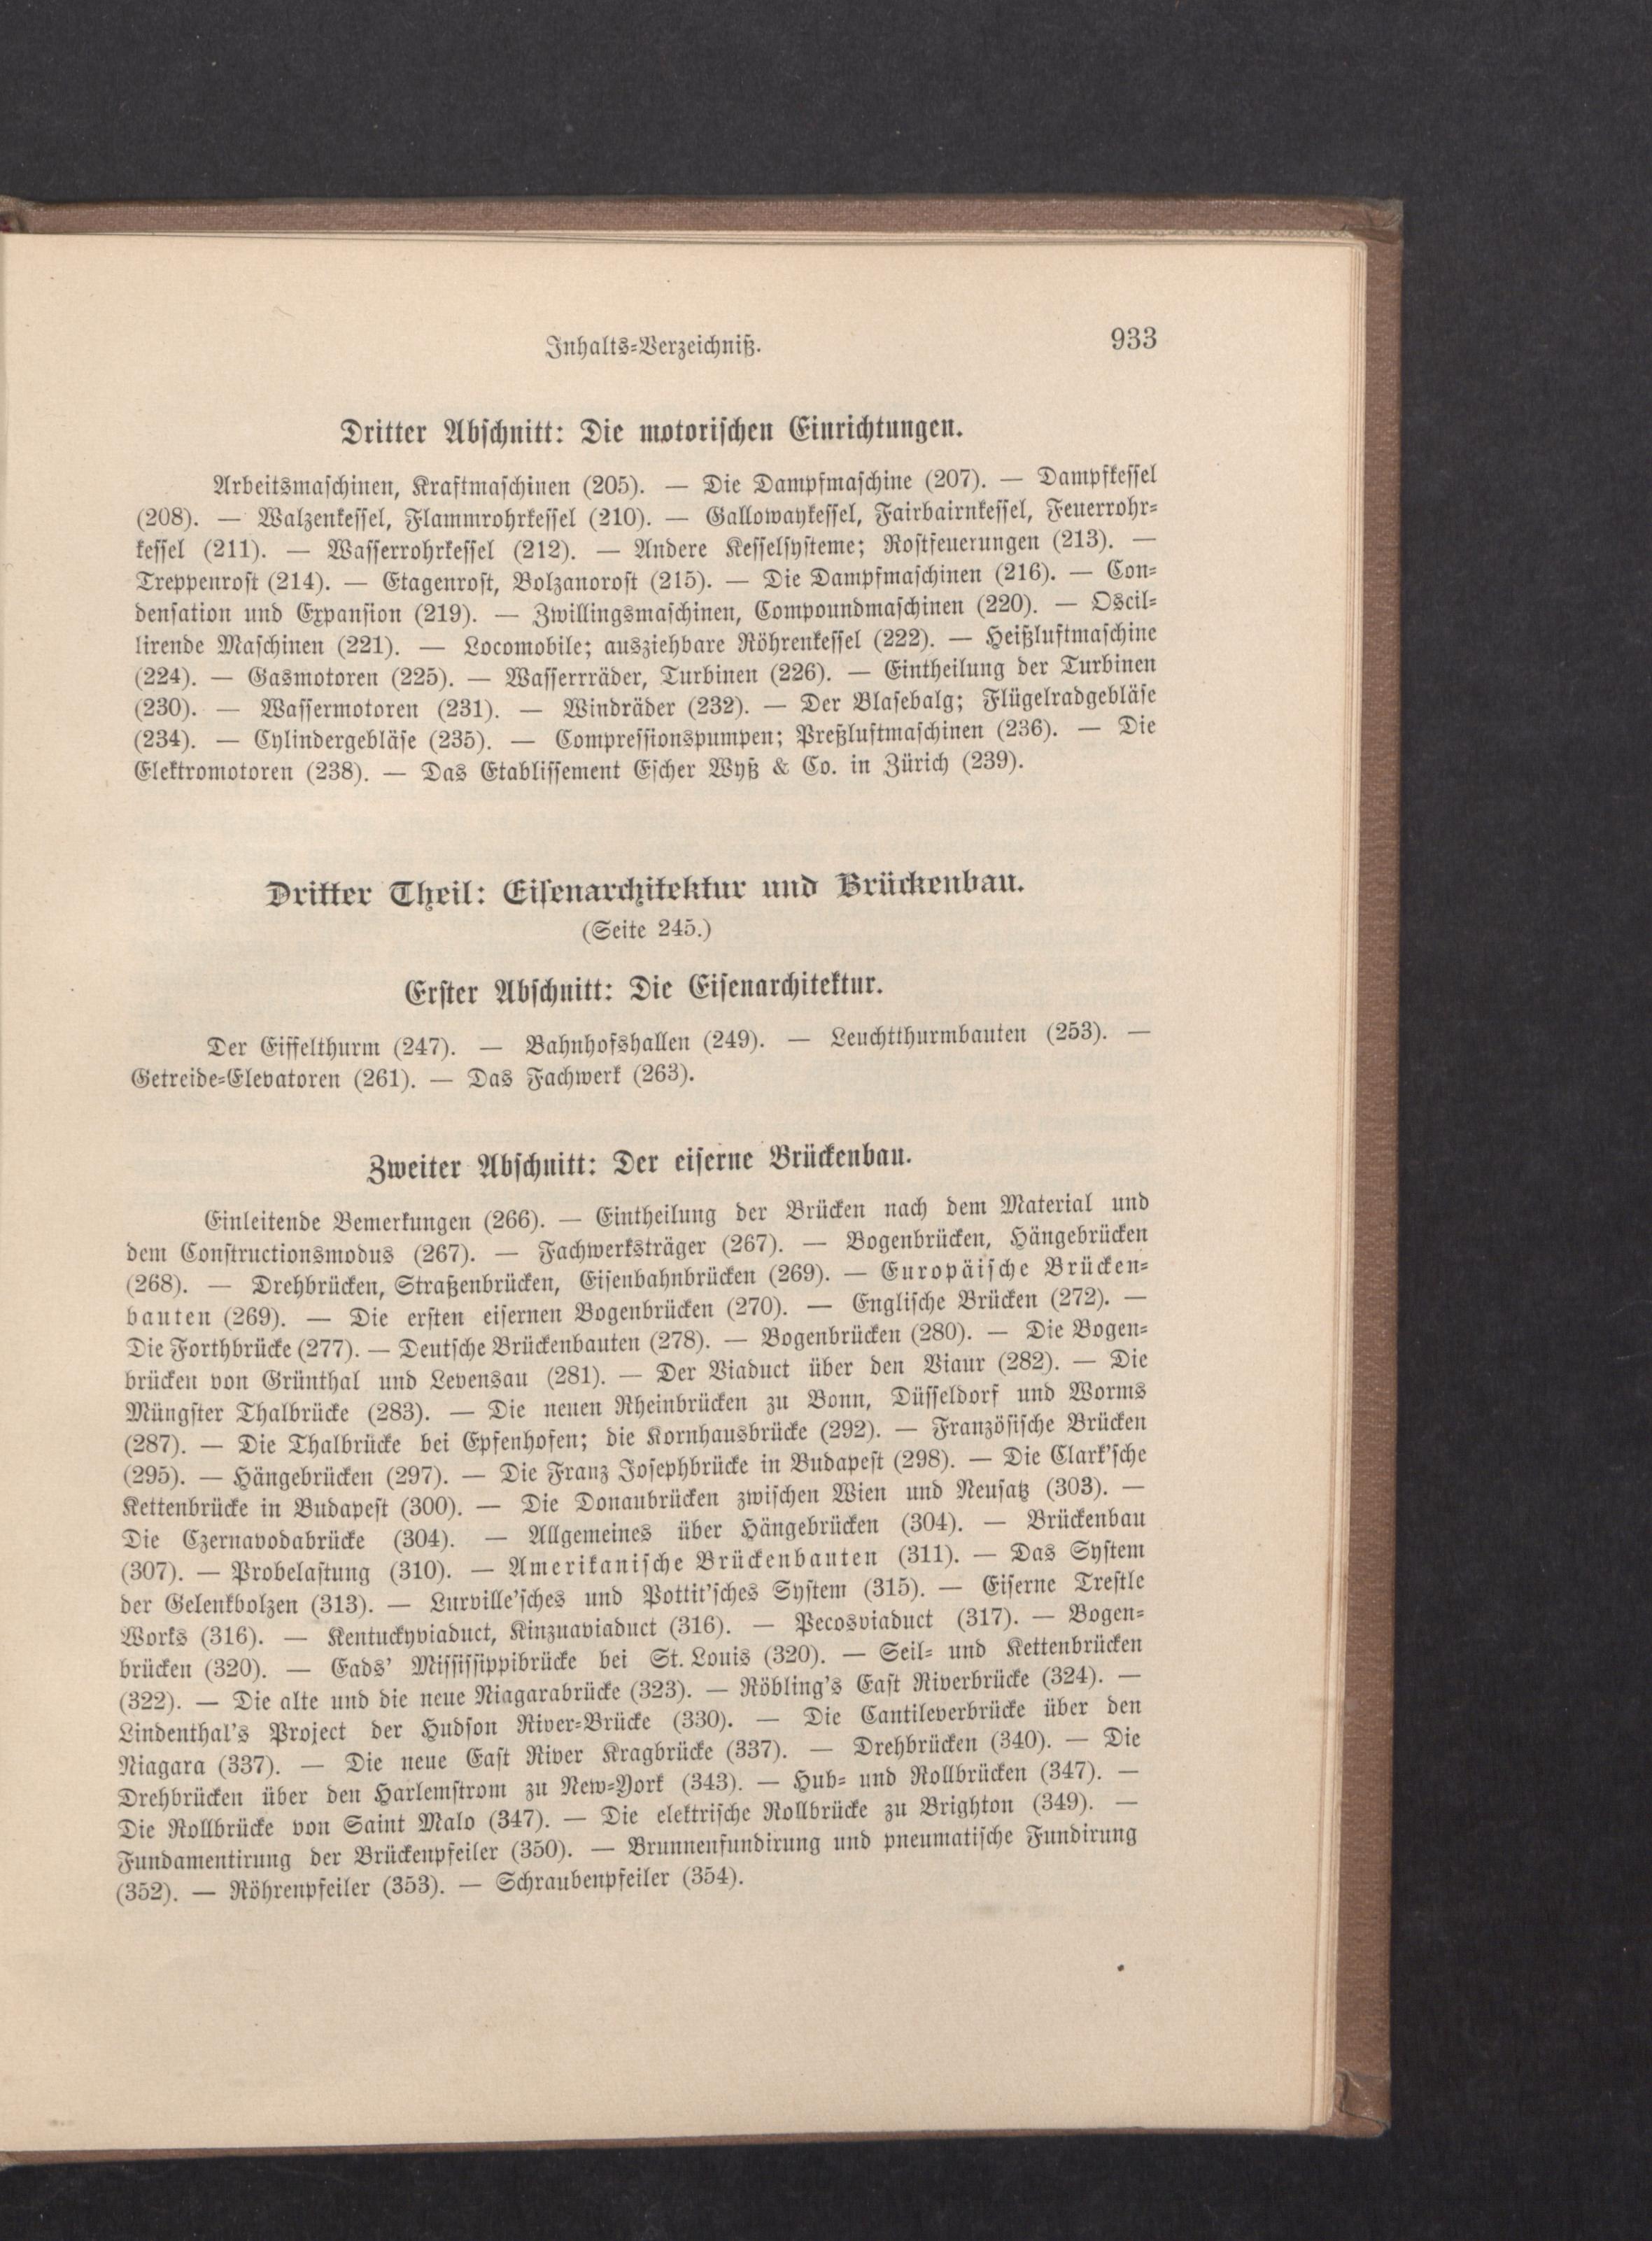 Inhalts-Verzeichniß.
933
Dritter Abschnitt: Die motorischen Einrichtungen.
Arbeitsmaschinen, Kraftmaschinen (205). — Die Dampfmaschine (207). — Dampfkessel
(208). — Walzenkessel, Flammrohrkessel (210). — Gallowaykessel, Fairbairnkessel, Feuerrohr-
kessel (211). — Wasserrohrkessel (212). — Andere Kesselsysteme; Rostfeuerungen (213). —
Treppenrost (214). — Etagenrost, Bolzanorost (215). — Die Dampfmaschinen (216). — Con-
densation und Expansion (219). — Zwillingsmaschinen, Compoundmaschinen (220). — Oscil-
lirende Maschinen (221). — Locomobile; ausziehbare Röhrenkessel (222). — Heißluftmaschine
(224). — Gasmotoren (225). — Wasserrräder, Turbinen (226). — Eintheilung der Turbinen
(230). — Wassermotoren (231). — Windräder (232). — Der Blasebalg; Flügelradgebläse
(234). — Cylindergebläse (235). — Compressionspumpen; Preßluftmaschinen (236). — Die
Elektromotoren (238). — Das Etablissement Escher Wyß & Co. in Zürich (239).
Dritter Theil: Eisenarchitektur und Brückenbau.
(Seite 245.)
Erster Abschnitt: Die Eisenarchitektur.
Der Eiffelthurm (247). — Bahnhofshallen (249). — Leuchtthurmbauten (253). —
Getreide-Elevatoren (261). — Das Fachwerk (263).
Zweiter Abschnitt: Der eiserne Brückenbau.
Einleitende Bemerkungen (266). — Eintheilung der Brücken nach dem Material und
dem Constructionsmodus (267). — Fachwerksträger (267). — Bogenbrücken, Hängebrücken
(268). — Drehbrücken, Straßenbrücken, Eisenbahnbrücken (269). — Europäische Brücken-
bauten (269). — Die ersten eisernen Bogenbrücken (270). — Englische Brücken (272). —
Die Forthbrücke (277). — Deutsche Brückenbauten (278). — Bogenbrücken (280). — Die Bogen-
brücken von Grünthal und Levensau (281). — Der Viaduct über den Viaur (282). — Die
Müngster Thalbrücke (283). — Die neuen Rheinbrücken zu Bonn, Düsseldorf und Worms
(287). — Die Thalbrücke bei Epfenhofen; die Kornhausbrücke (292). — Französische Brücken
(295). — Hängebrücken (297). — Die Franz Josephbrücke in Budapest (298). — Die Clark'sche
Kettenbrücke in Budapest (300). — Die Donaubrücken zwischen Wien und Neusatz (303). —
Die Czernavodabrücke (304). — Allgemeines über Hängebrücken (304). — Brückenbau
(307). — Probelastung (310). — Amerikanische Brückenbauten (311). — Das System
der Gelenkbolzen (313). — Lurville'sches und Pottit'sches System (315). — Eiserne Trestle
Works (316). — Kentuckyviaduct, Kinzuaviaduct (316). — Pecosviaduct (317). — Bogen-
brücken (320). — Eads' Mississippibrücke bei St. Louis (320). — Seil- und Kettenbrücken
(322). — Die alte und die neue Niagarabrücke (323). — Röbling's East Riverbrücke (324). —
Lindenthal's Project der Hudson River-Brücke (330). — Die Cantileverbrücke über den
Niagara (337). — Die neue East River Kragbrücke (337). — Drehbrücken (340). — Die
Drehbrücken über den Harlemstrom zu New-York (343). — Hub- und Rollbrücken (347). —
Die Rollbrücke von Saint Malo (347). — Die elektrische Rollbrücke zu Brighton (349). —
Fundamentirung der Brückenpfeiler (350). — Brunnenfundirung und pneumatische Fundirung
(352). — Röhrenpfeiler (353). — Schraubenpfeiler (354).